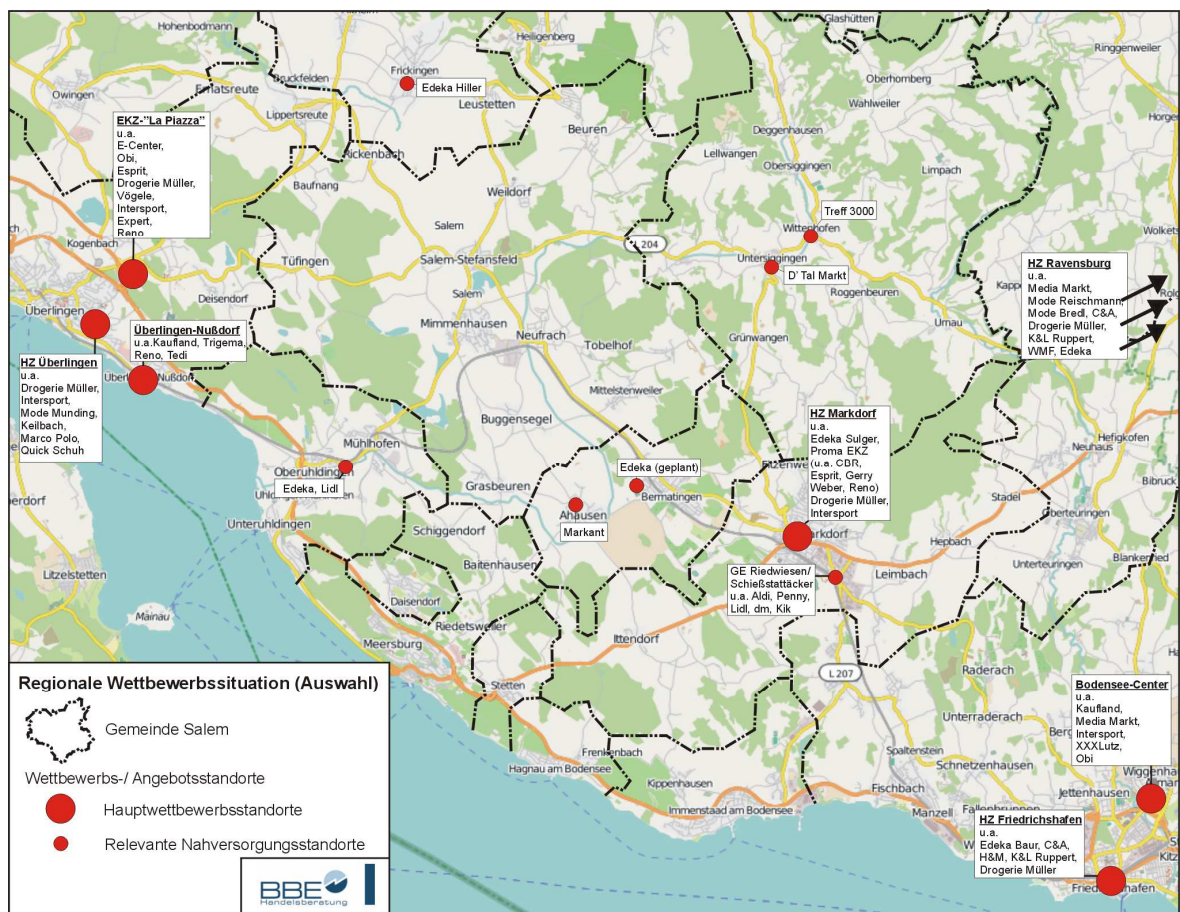 Hohenbodman
Glashütten
Heiligenberg
Ringgenweiler
Bruckfelden
Frickingen
Edeka Hiller
Oberhomberg
Owingen
Ernatsreute
Leustetten
Wahlweiler
Horgen
Lippertsreute
Beuren
Deggenhausen
EKZ-"La Piazza"
u.a.
E-Center,
Obi,
Esprit,
Drogerie Müller,
Vögele,
Intersport,
Expert,
Reno
Rickenbach
Lellwangen
Obersiggingen
Limpach
Baufnang
Weildorf
Treff 3000
Salem
Wittenhofen
Wolkets
Kogenbach
L 204
Tüfingen
Salem-Stefansfeld
Untersiggingen
D' Tal Markt
HZ Ravensburg
u.a.
Media Markt,
Mode Reischmann,
Mode Bredl, C&A,
Drogerie Müller,
K&L Ruppert,
WMF, Edeka
Kapp
Roggenbeuren
Deisendorf
Salem
Überlingen
Mimmenhausen
Urnau
Überlingen-Nußdorf
u.a.Kaufland, Trigema,
Reno, Tedi
Neufrach
Grünwangen
Tobelhof
HZ Überlingen
u.a.
Drogerie Müller,
Intersport,
Mode Munding,
Keilbach,
Marco Polo,
Quick Schuh
Nußdorf
Mittelstenweiler
HZ Markdorf
u.a.
Edeka Sulger,
Proma EKZ
(u.a. CBR,
Esprit, Gerry
Weber, Reno)
Drogerie Müller,
Intersport
Buggensegel
Mühlhofen
Hefigkofen
Neuhaus
Oberuhldingen
Edeka (geplant)
Bibruck
Edeka, Lidl
Grasbeuren
Bermatingen
Stadel
Ahausen
Oberteuringen
Unteruhldingen
Schiggendorf
Markant
Markdorf
Hepbach
Blankenried
Baitenhausen
GE Riedwiesen/
Schießstattäcker
u.a. Aldi, Penny,
Lidl, dm, Kik
Leimbach
Unterteuringen
Litzelstetten
Mainau
Daisendorf
Riedetsweiler
Meersburg
Ittendorf
L 207
Raderach
Stetten
Bodensee-Center
u.a.
Kaufland,
Media Markt,
Intersport,
XXXLutz,
Obi
Unterraderach
Frenkenbach
Spaltenstein
Hagnau am Bodensee
Schnetzenhausen
Kippenhausen
Fischbach
Jettenhausen
Immenstaad am Bodensee
Manzell
HZ Friedrichshafen
u.a.
Edeka Baur, C&A,
H&M, K&L Ruppert,
Drogerie Müller
Regionale Wettbewerbssituation (Auswahl)
Gemeinde Salem
Wettbewerbs-/ Angebotsstandorte
Hauptwettbewerbsstandorte
Relevante Nahversorgungsstandorte
BBE
Handelsberatung